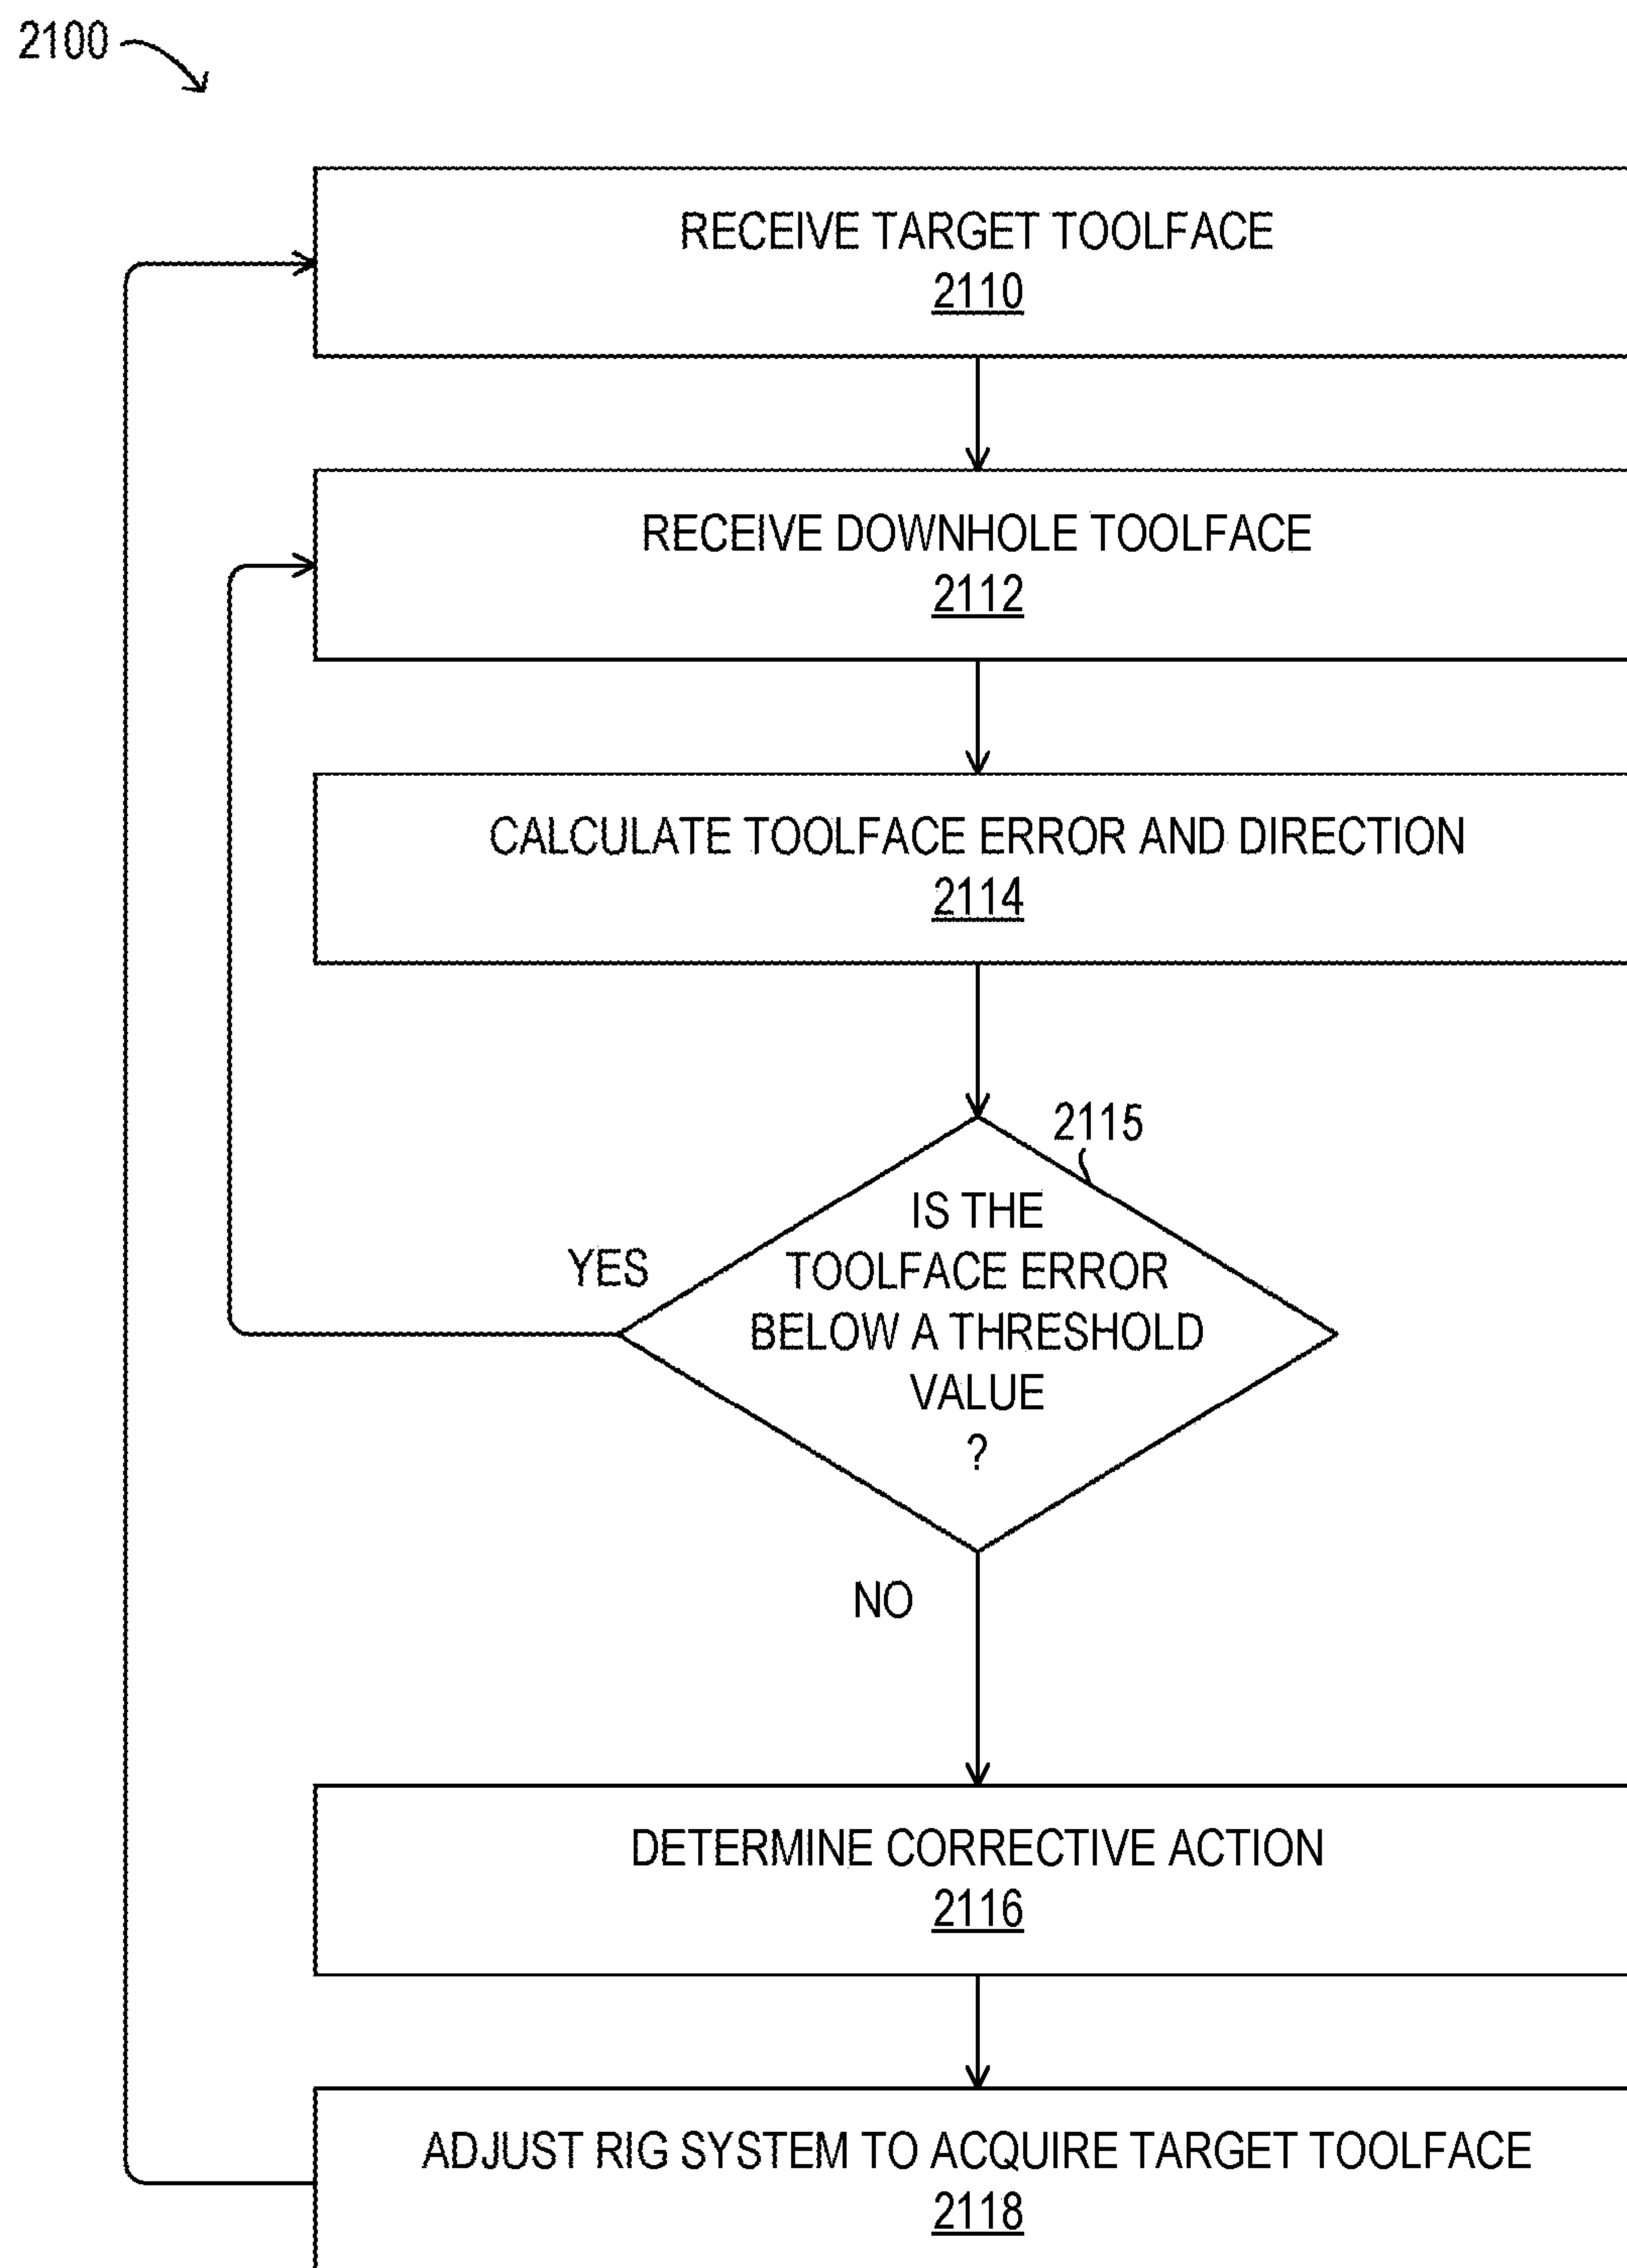 2100
RECEIVE TARGET TOOLFACE
2110
RECEIVE DOWNHOLE TOOLFACE
2112
CALCULATE TOOLFACE ERROR AND DIRECTION
2114
2115
IS THE
TOOLFACE ERROR
BELOW A THRESHOLD
VALUE
?
YES
NO
DETERMINE CORRECTIVE ACTION
2116
ADJUST RIG SYSTEM TO ACQUIRE TARGET TOOLFACE
2118